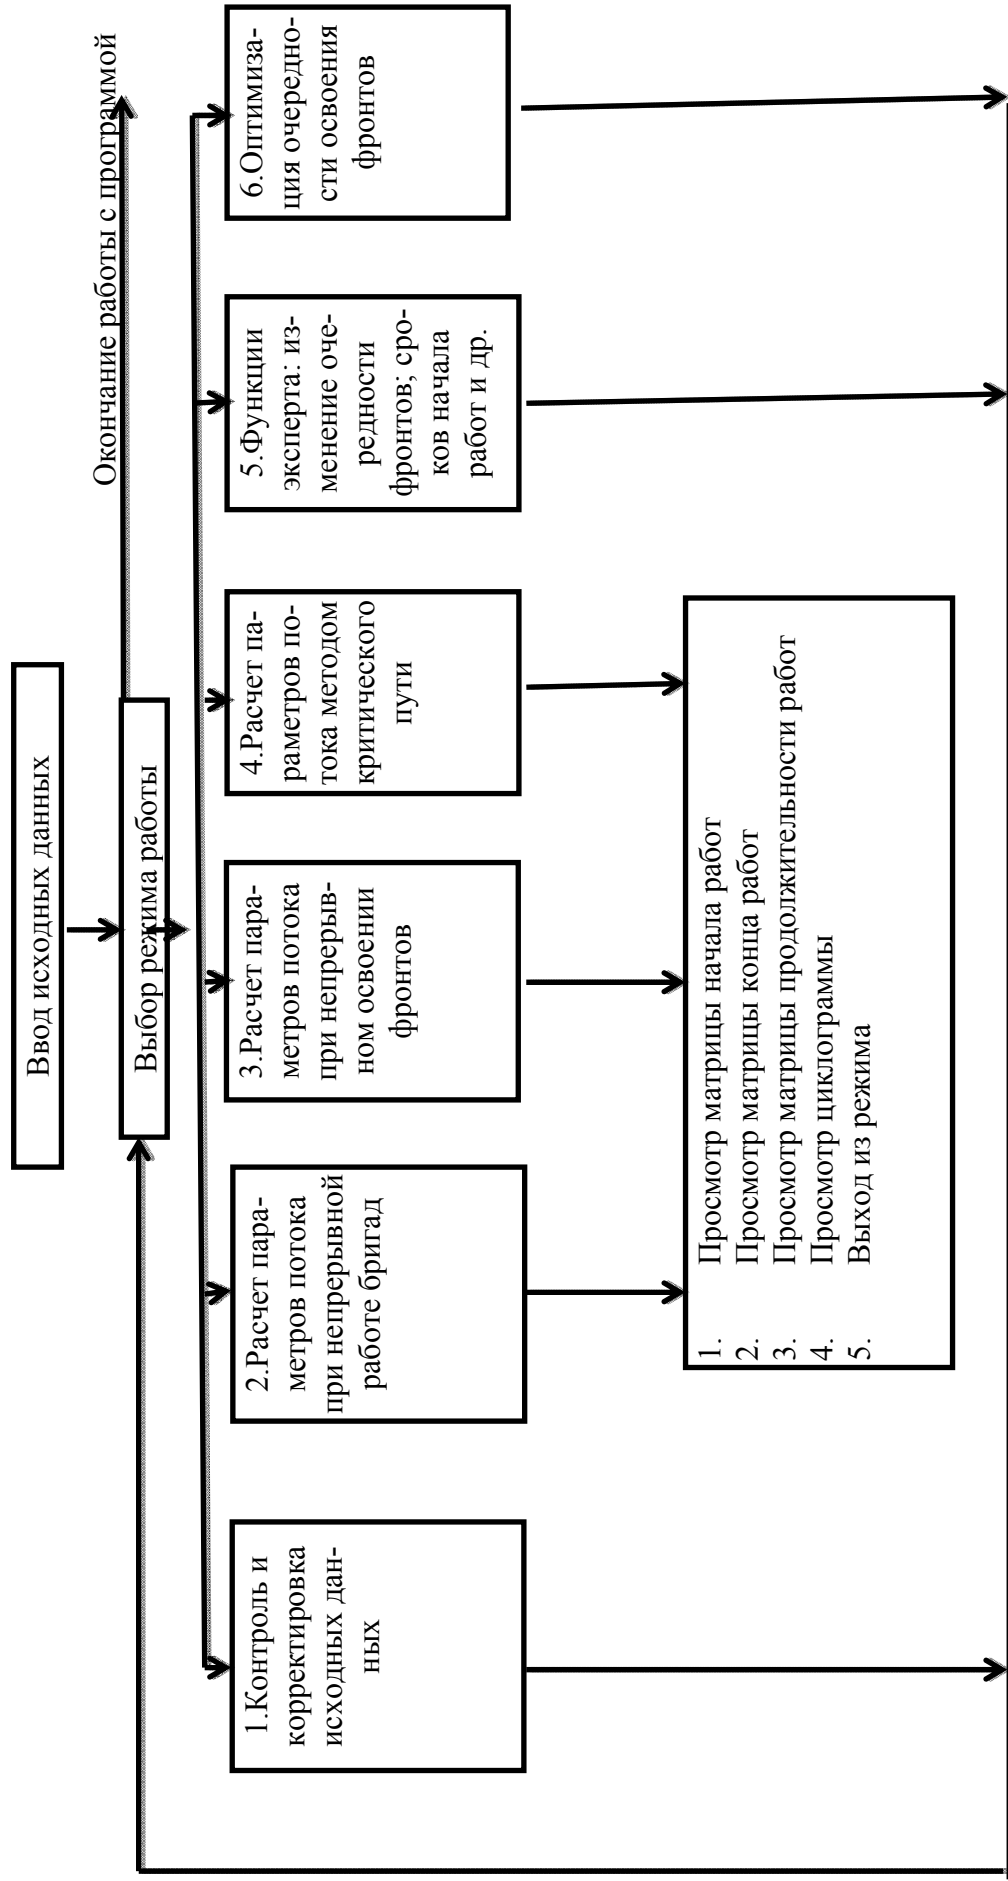 Ввод исходных данных
Окончание работы с программой
Выбор режима работы
1.Контроль и
корректировка
исходных дан-
ных
2.Расчет пара-
метров потока
при непрерывной
работе бригад
3.Расчет пара-
метров потока
при непрерыв-
ном освоении
фронтов
4.Расчет па-
раметров по-
тока методом
критического
пути
5.Функции
эксперта: из-
менение оче-
редности
фронтов; сро-
ков начала
работ и др.
6.Оптимиза-
ция очередно-
сти освоения
фронтов
1. Просмотр матрицы начала работ
2. Просмотр матрицы конца работ
3. Просмотр матрицы продолжительности работ
4. Просмотр циклограммы
5. Выход из режима